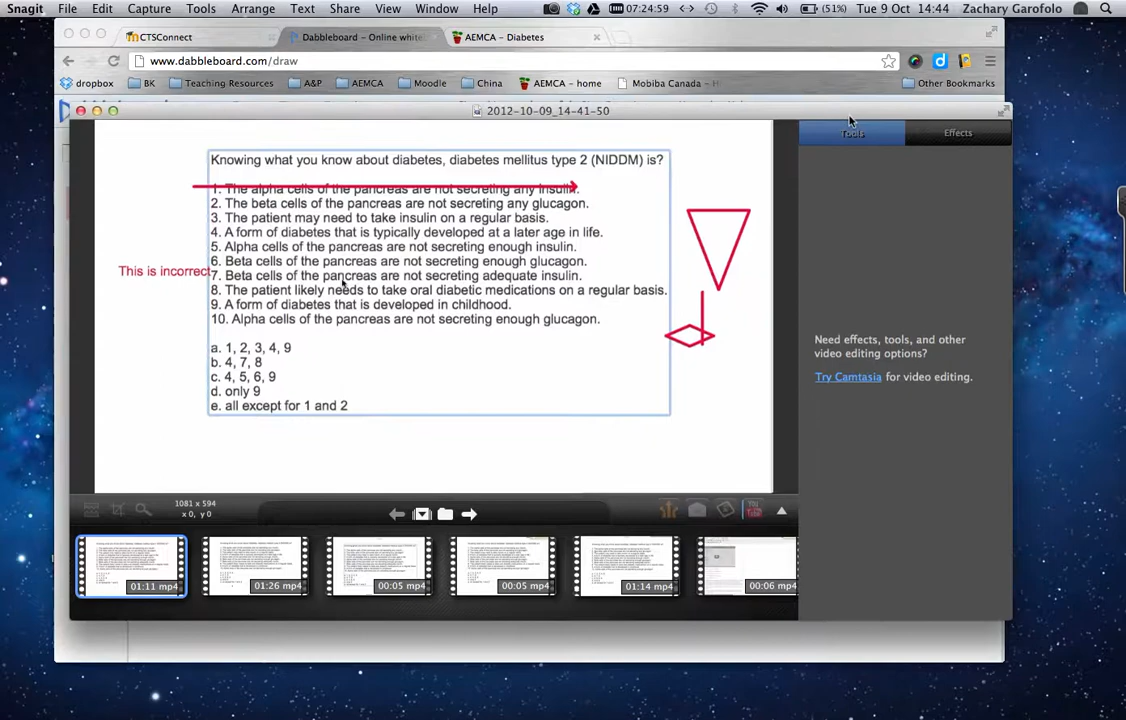 Snagit File Edit Capture Tools Arrange Text Share View Window Help 07:24:59 (51%) Tue 9 Oct 14:44 Zachary Garofolo
CTSConnect Dabbleboard – Online white AEMCA – Diabetes
www.dabbleboard.com/draw
dropbox BK Teaching Resources A&P AEMCA Moodle China AEMCA - home Mobiba Canada – Other Bookmarks
2012-10-09_14-41-50
Tools Effects
Knowing what you know about diabetes, diabetes mellitus type 2 (NIDDM) is?
1. The alpha cells of the pancreas are not secreting any insulin.
2. The beta cells of the pancreas are not secreting any glucagon.
3. The patient may need to take insulin on a regular basis.
4. A form of diabetes that is typically developed at a later age in life.
5. Alpha cells of the pancreas are not secreting enough insulin.
6. Beta cells of the pancreas are not secreting enough glucagon.
This is incorrect
7. Beta cells of the pancreas are not secreting adequate insulin.
8. The patient likely needs to take oral diabetic medications on a regular basis.
9. A form of diabetes that is developed in childhood.
10. Alpha cells of the pancreas are not secreting enough glucagon.
a. 1, 2, 3, 4, 9
b. 4, 7, 8
c. 4, 5, 6, 9
d. only 9
e. all except for 1 and 2
Need effects, tools, and other
video editing options?
Try Camtasia for video editing.
1081 x 594
x 0, y 0
You Tube
01:11 mp4 01:26 mp4 00:05 mp4 00:05 mp4 01:14 mp4 00:06 mp4